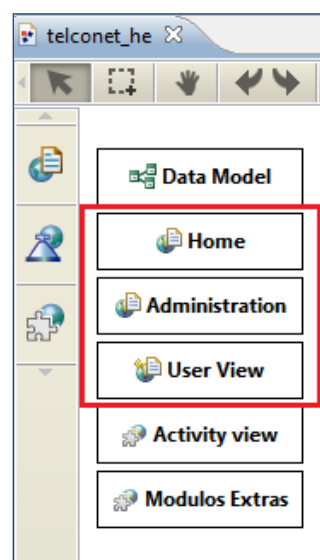 telconet_he
Data Model
Home
Administration
User View
Activity view
Modulos Extras